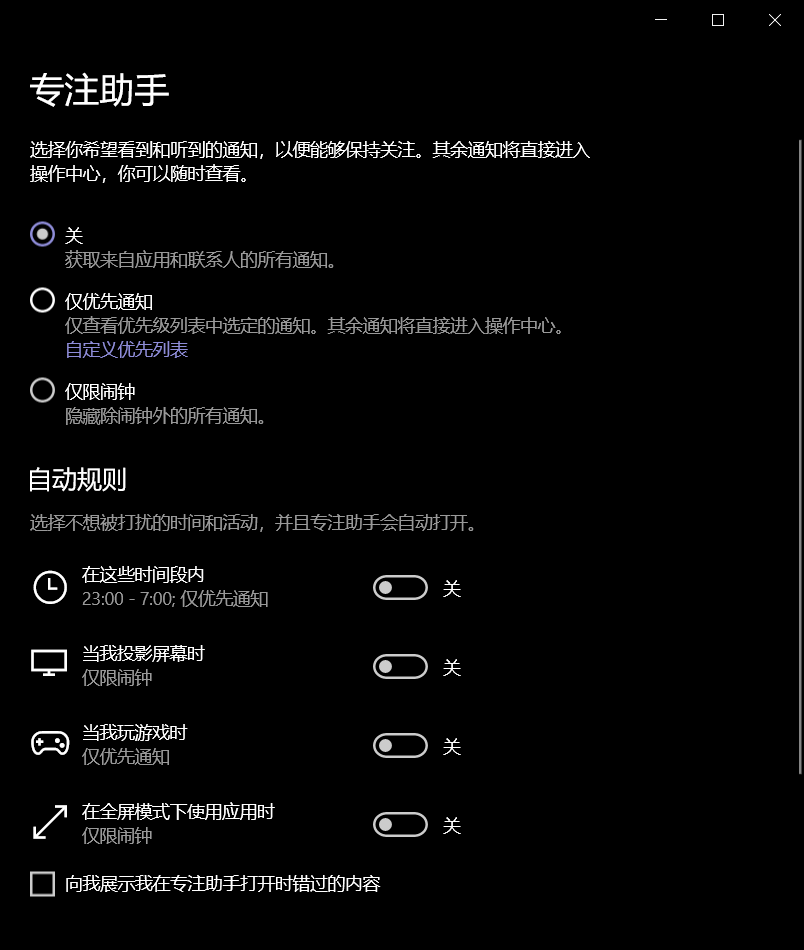 专注助手
选择你希望看到和听到的通知，以便能够保持关注。其余通知将直接进入
操作中心，你可以随时查看。
关
获取来自应用和联系人的所有通知。
仅优先通知
仅查看优先级列表中选定的通知。其余通知将直接进入操作中心。
自定义优先列表
仅限闹钟
隐藏除闹钟外的所有通知。
自动规则
选择不想被打扰的时间和活动，并且专注助手会自动打开。
在这些时间段内
23:00 - 7:00; 仅优先通知
关
当我投影屏幕时
仅限闹钟
关
当我玩游戏时
仅优先通知
关
在全屏模式下使用应用时
仅限闹钟
关
向我展示我在专注助手打开时错过的内容